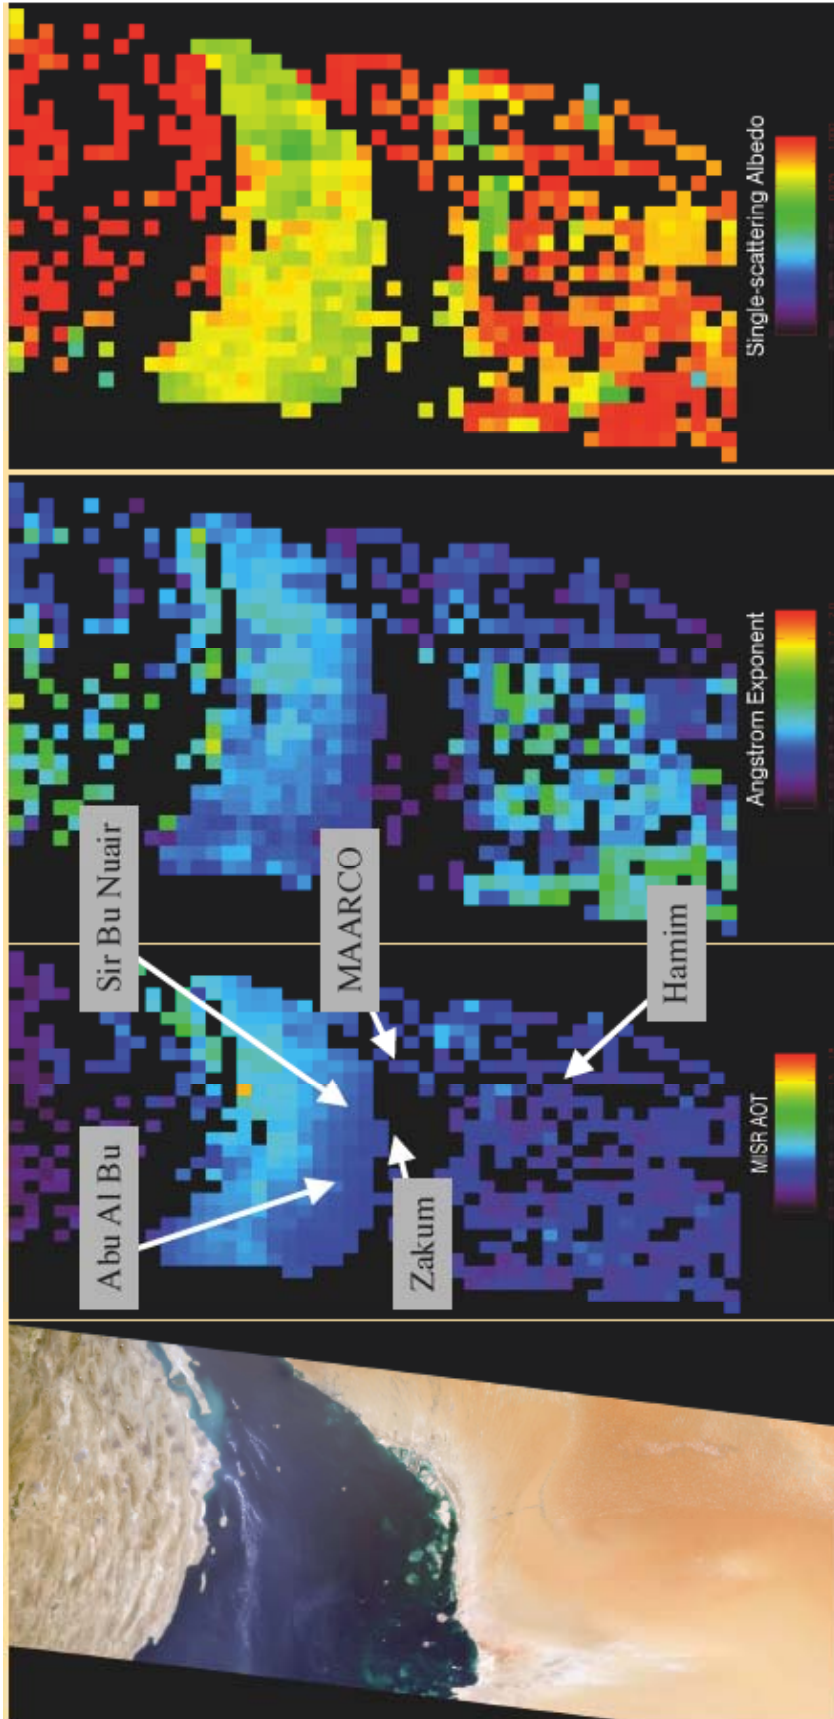 Abu Al Bu
Sir Bu Nuair
Zakum
MAARCO
Hamim
MISR AOT
Angstrom Exponent
Single-scattering Albedo